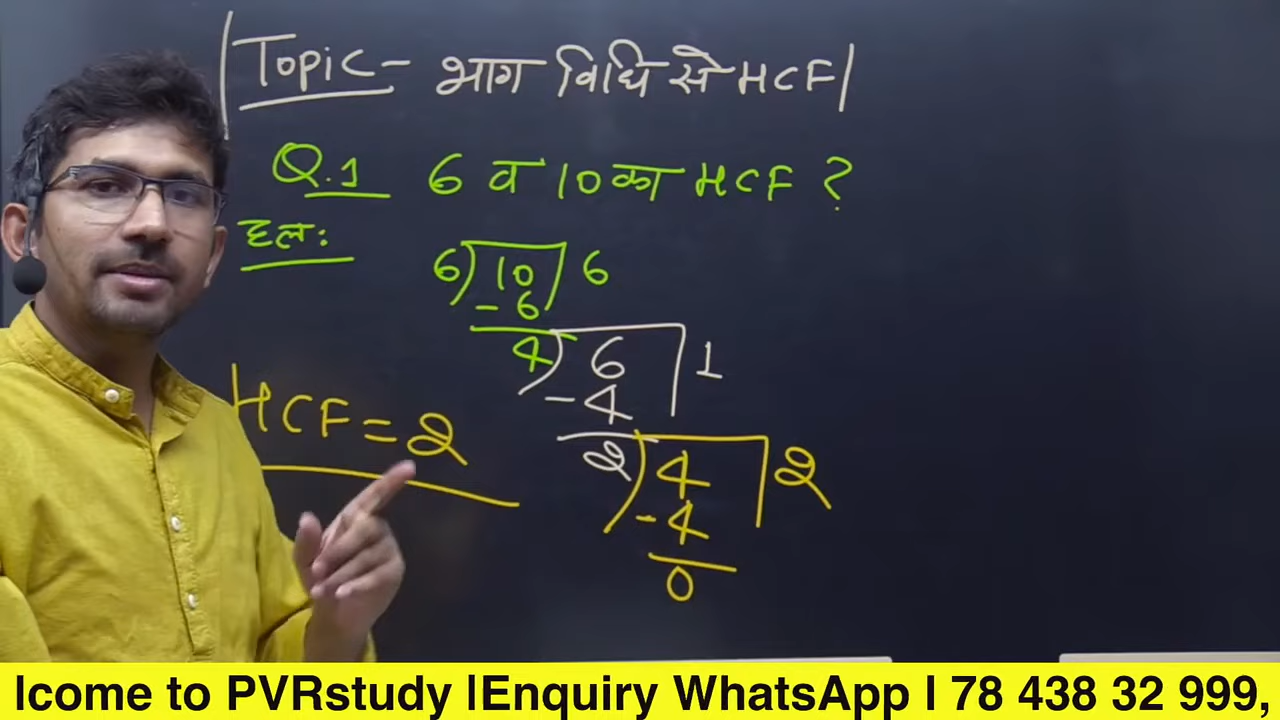 Topic- भाग विधि से HCF
Q.1 6 व 10 का HCF ?
हल:
6) 10 ( 6
- 6
4) 6 ( 1
- 4
HCF = 2
2) 4 ( 2
- 4
0
lcome to PVRstudy |Enquiry WhatsApp I 78 438 32 999,